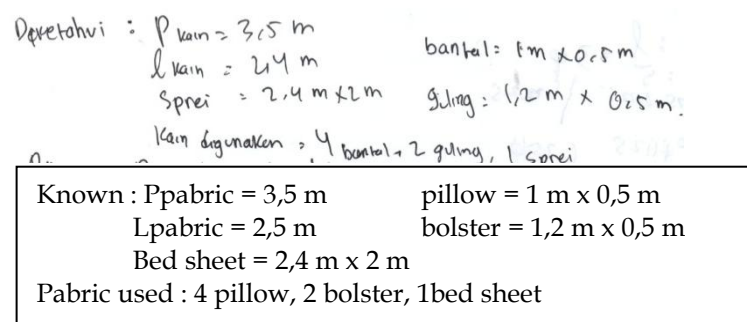 Diketahui : P kain = 3,5 m
l kain = 2,4 m
bantal = 1m x 0,5 m
Sprei = 2,4 m x 2 m
guling = 1,2 m x 0,5 m.
Kain digunakan = 4 bantal, 2 guling, 1 sprei
Known : Ppabric = 3,5 m
pillow = 1 m x 0,5 m
Lpabric = 2,5 m
bolster = 1,2 m x 0,5 m
Bed sheet = 2,4 m x 2 m
Pabric used : 4 pillow, 2 bolster, 1bed sheet